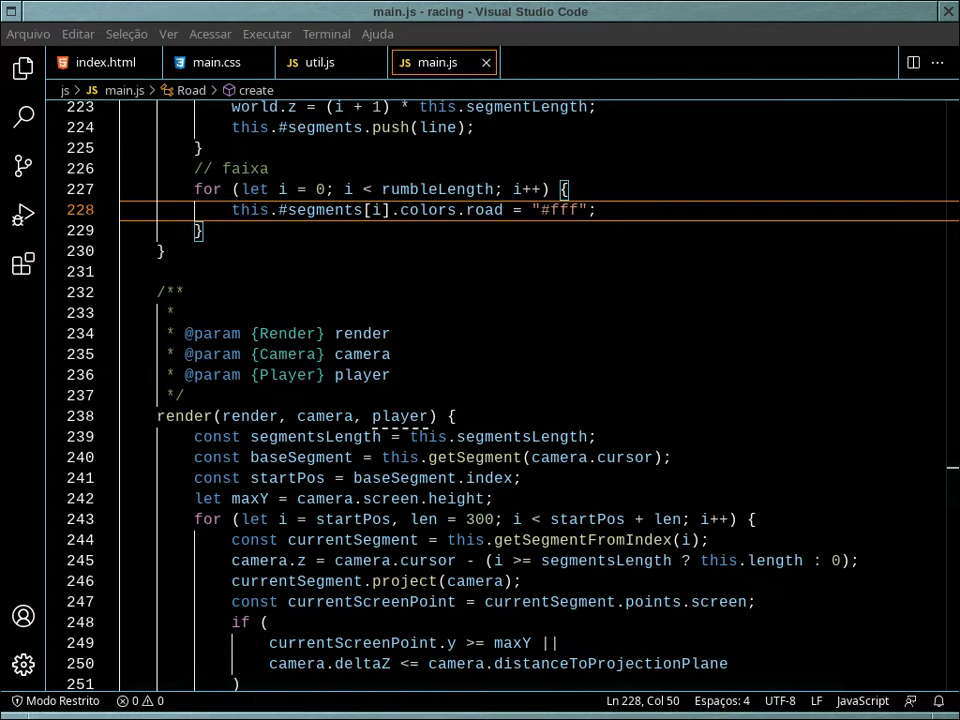 main.js - racing - Visual Studio Code
Arquivo Editar Seleção Ver Acessar Executar Terminal Ajuda
index.html main.css JS util.js JS main.js
js > JS main.js > Road > create
223 world.z = (i + 1) * this.segmentLength;
224 this.#segments.push(line);
225 }
226 // faixa
227 for (let i = 0; i < rumbleLength; i++) {
228 this.#segments[i].colors.road = "#fff";
229 }
230 }
231
232 /**
233 *
234 * @param {Render} render
235 * @param {Camera} camera
236 * @param {Player} player
237 */
238 render(render, camera, player) {
239 const segmentsLength = this.segmentsLength;
240 const baseSegment = this.getSegment(camera.cursor);
241 const startPos = baseSegment.index;
242 let maxY = camera.screen.height;
243 for (let i = startPos, len = 300; i < startPos + len; i++) {
244 const currentSegment = this.getSegmentFromIndex(i);
245 camera.z = camera.cursor - (i >= segmentsLength ? this.length : 0);
246 currentSegment.project(camera);
247 const currentScreenPoint = currentSegment.points.screen;
248 if (
249 currentScreenPoint.y >= maxY ||
250 camera.deltaZ <= camera.distanceToProjectionPlane
251 )
Modo Restrito 0 0 Ln 228, Col 50 Espaços: 4 UTF-8 LF JavaScript